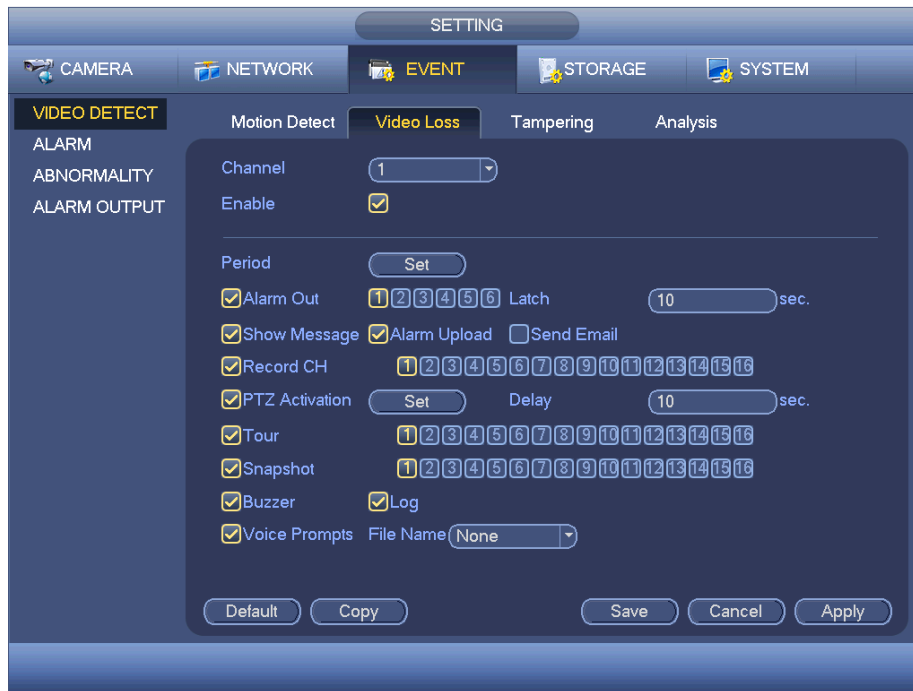 SETTING
CAMERA NETWORK EVENT STORAGE SYSTEM
VIDEO DETECT
ALARM
ABNORMALITY
ALARM OUTPUT
Motion Detect Video Loss Tampering Analysis
Channel 1
Enable
Period Set
Alarm Out 1 2 3 4 5 6 Latch 10 sec.
Show Message Alarm Upload Send Email
Record CH 1 2 3 4 5 6 7 8 9 10 11 12 13 14 15 16
PTZ Activation Set Delay 10 sec.
Tour 1 2 3 4 5 6 7 8 9 10 11 12 13 14 15 16
Snapshot 1 2 3 4 5 6 7 8 9 10 11 12 13 14 15 16
Buzzer Log
Voice Prompts File Name None
Default Copy Save Cancel Apply